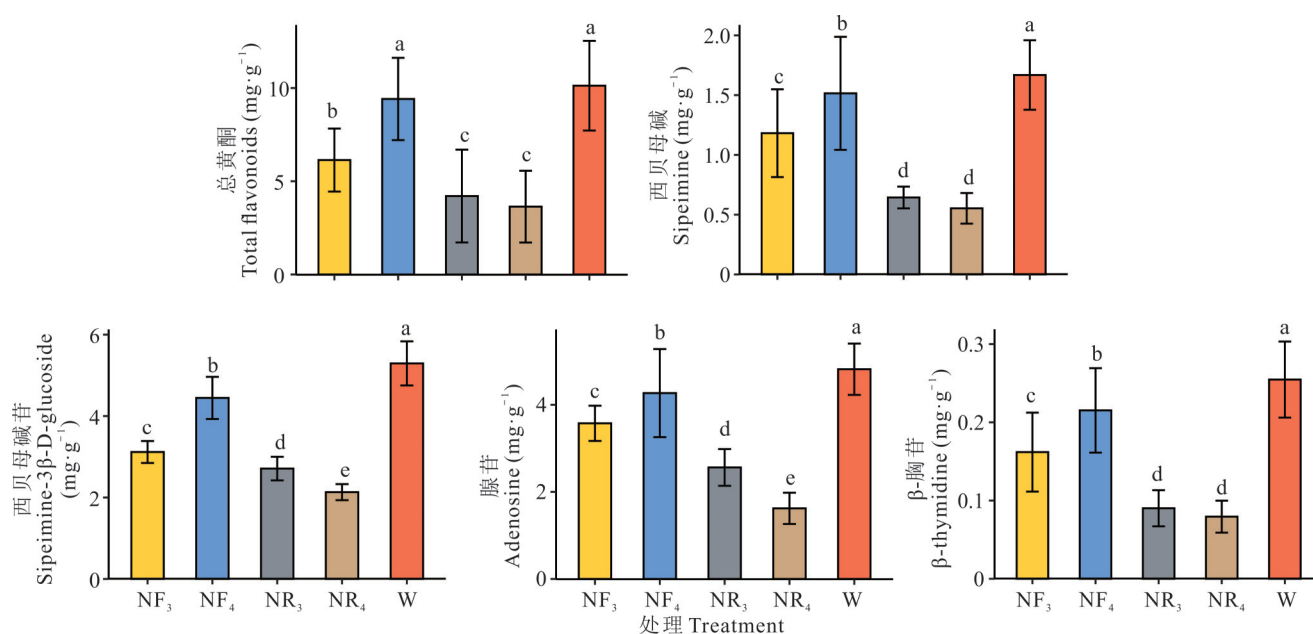 总黄酮
Total flavonoids (mg·g⁻¹)
10
5
0
b
a
c
c
a
西贝母碱
Sipeimine (mg·g⁻¹)
2.0
1.5
1.0
0.5
0
c
b
d
d
a
西贝母碱苷
Sipeimine-3β-D-glucoside
(mg·g⁻¹)
6
4
2
0
c
b
d
e
a
NF₃ NF₄ NR₃ NR₄ W
腺苷
Adenosine (mg·g⁻¹)
4
2
0
c
b
d
e
a
NF₃ NF₄ NR₃ NR₄ W
β-胸苷
β-thymidine (mg·g⁻¹)
0.3
0.2
0.1
0
c
b
d
d
a
NF₃ NF₄ NR₃ NR₄ W
处理 Treatment